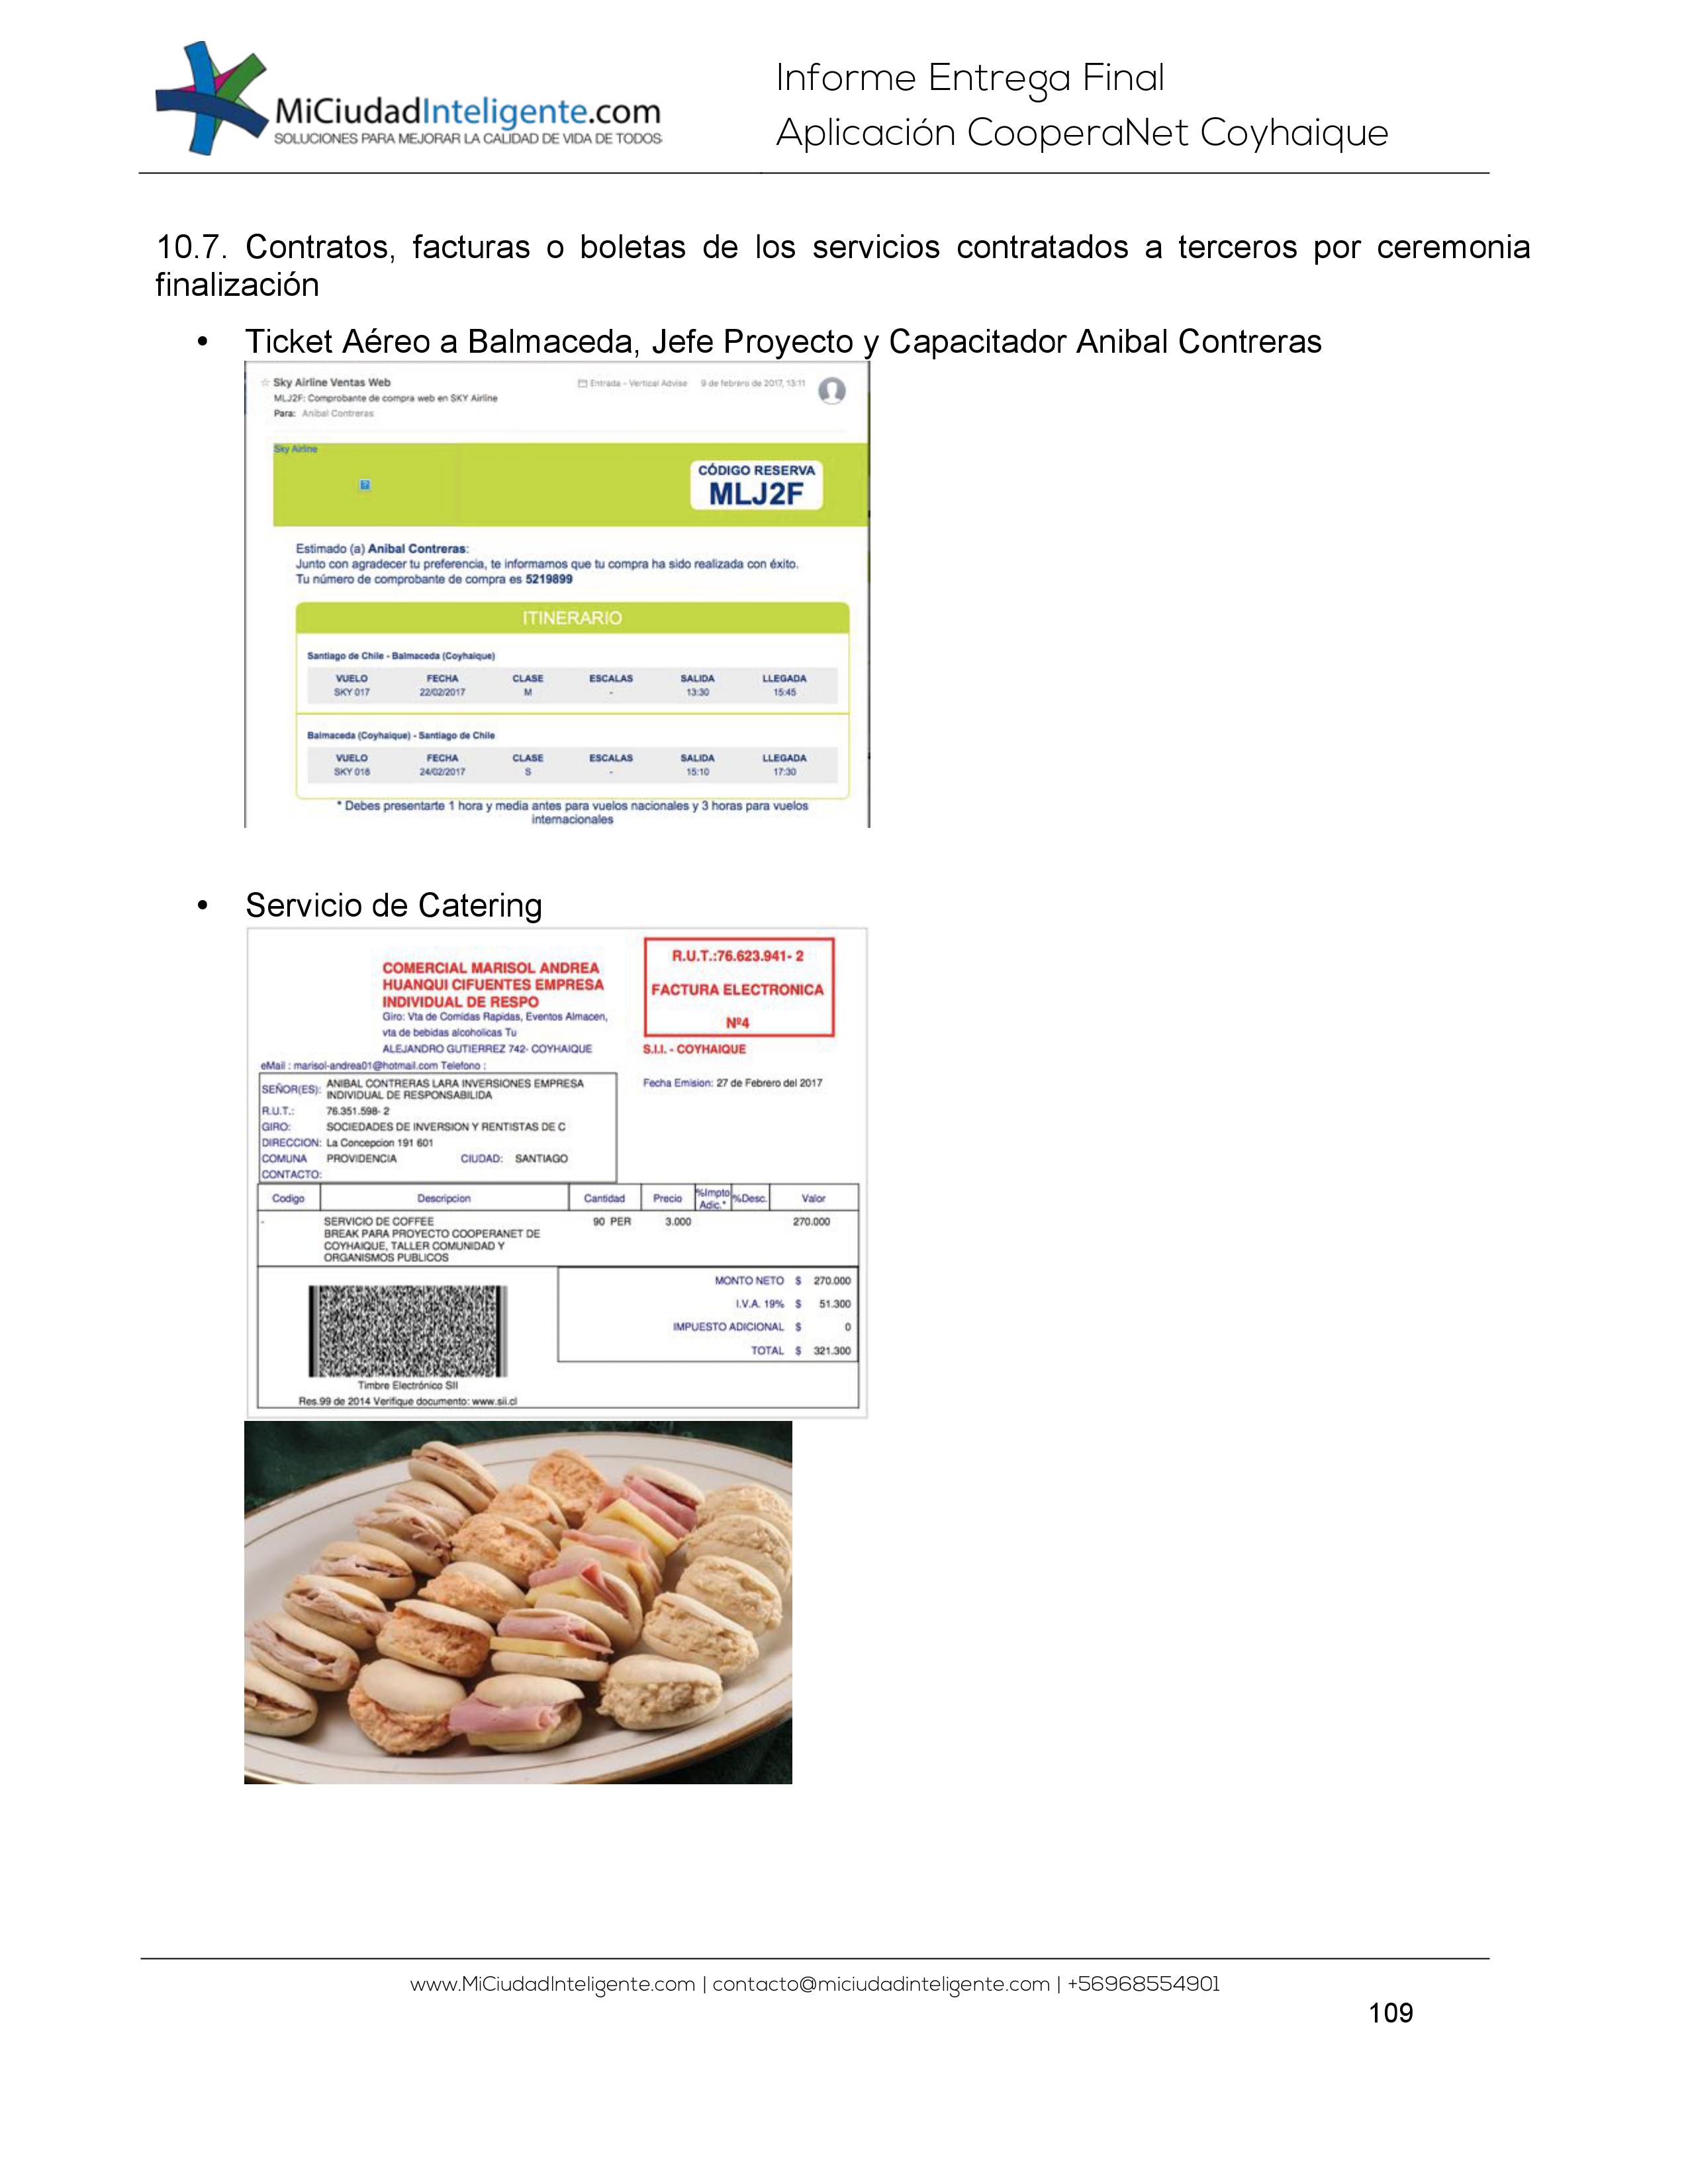 MiCiudadInteligente.com
SOLUCIONES PARA MEJORAR LA CALIDAD DE VIDA DE TODOS
Informe Entrega Final
Aplicación CooperaNet Coyhaique
10.7. Contratos, facturas o boletas de los servicios contratados a terceros por ceremonia
finalización
• Ticket Aéreo a Balmaceda, Jefe Proyecto y Capacitador Anibal Contreras
Sky Airline Ventas Web
Entrada - Vertical Advise 9 de febrero de 2017, 13:11
MLJ2F: Comprobante de compra web en SKY Airline
Para: Anibal Contreras
Sky Airline
CÓDIGO RESERVA
MLJ2F
Estimado (a) Anibal Contreras:
Junto con agradecer tu preferencia, te informamos que tu compra ha sido realizada con éxito.
Tu número de comprobante de compra es 5219899
ITINERARIO
Santiago de Chile - Balmaceda (Coyhaique)
VUELO FECHA CLASE ESCALAS SALIDA LLEGADA
SKY 017 22/02/2017 M - 13:30 15:45
Balmaceda (Coyhaique) - Santiago de Chile
VUELO FECHA CLASE ESCALAS SALIDA LLEGADA
SKY 018 24/02/2017 S - 15:10 17:30
* Debes presentarte 1 hora y media antes para vuelos nacionales y 3 horas para vuelos
internacionales
• Servicio de Catering
COMERCIAL MARISOL ANDREA
HUANQUI CIFUENTES EMPRESA
INDIVIDUAL DE RESPO
Giro: Vta de Comidas Rapidas, Eventos Almacen,
vta de bebidas alcoholicas Tu
ALEJANDRO GUTIERREZ 742- COYHAIQUE
eMail : marisol-andrea01@hotmail.com Telefono :
R.U.T.:76.623.941- 2
FACTURA ELECTRONICA
Nº4
S.I.I. - COYHAIQUE
Fecha Emision: 27 de Febrero del 2017
SEÑOR(ES): ANIBAL CONTRERAS LARA INVERSIONES EMPRESA
INDIVIDUAL DE RESPONSABILIDA
R.U.T.: 76.351.598- 2
GIRO: SOCIEDADES DE INVERSION Y RENTISTAS DE C
DIRECCION: La Concepcion 191 601
COMUNA PROVIDENCIA CIUDAD: SANTIAGO
CONTACTO:
Codigo Descripcion Cantidad Precio %Impto Adic.* %Desc. Valor
- SERVICIO DE COFFEE 90 PER 3.000 270.000
BREAK PARA PROYECTO COOPERANET DE
COYHAIQUE, TALLER COMUNIDAD Y
ORGANISMOS PUBLICOS
MONTO NETO $ 270.000
I.V.A. 19% $ 51.300
IMPUESTO ADICIONAL $ 0
TOTAL $ 321.300
Timbre Electrónico SII
Res.99 de 2014 Verifique documento: www.sii.cl
www.MiCiudadInteligente.com | contacto@miciudadinteligente.com | +56968554901
109